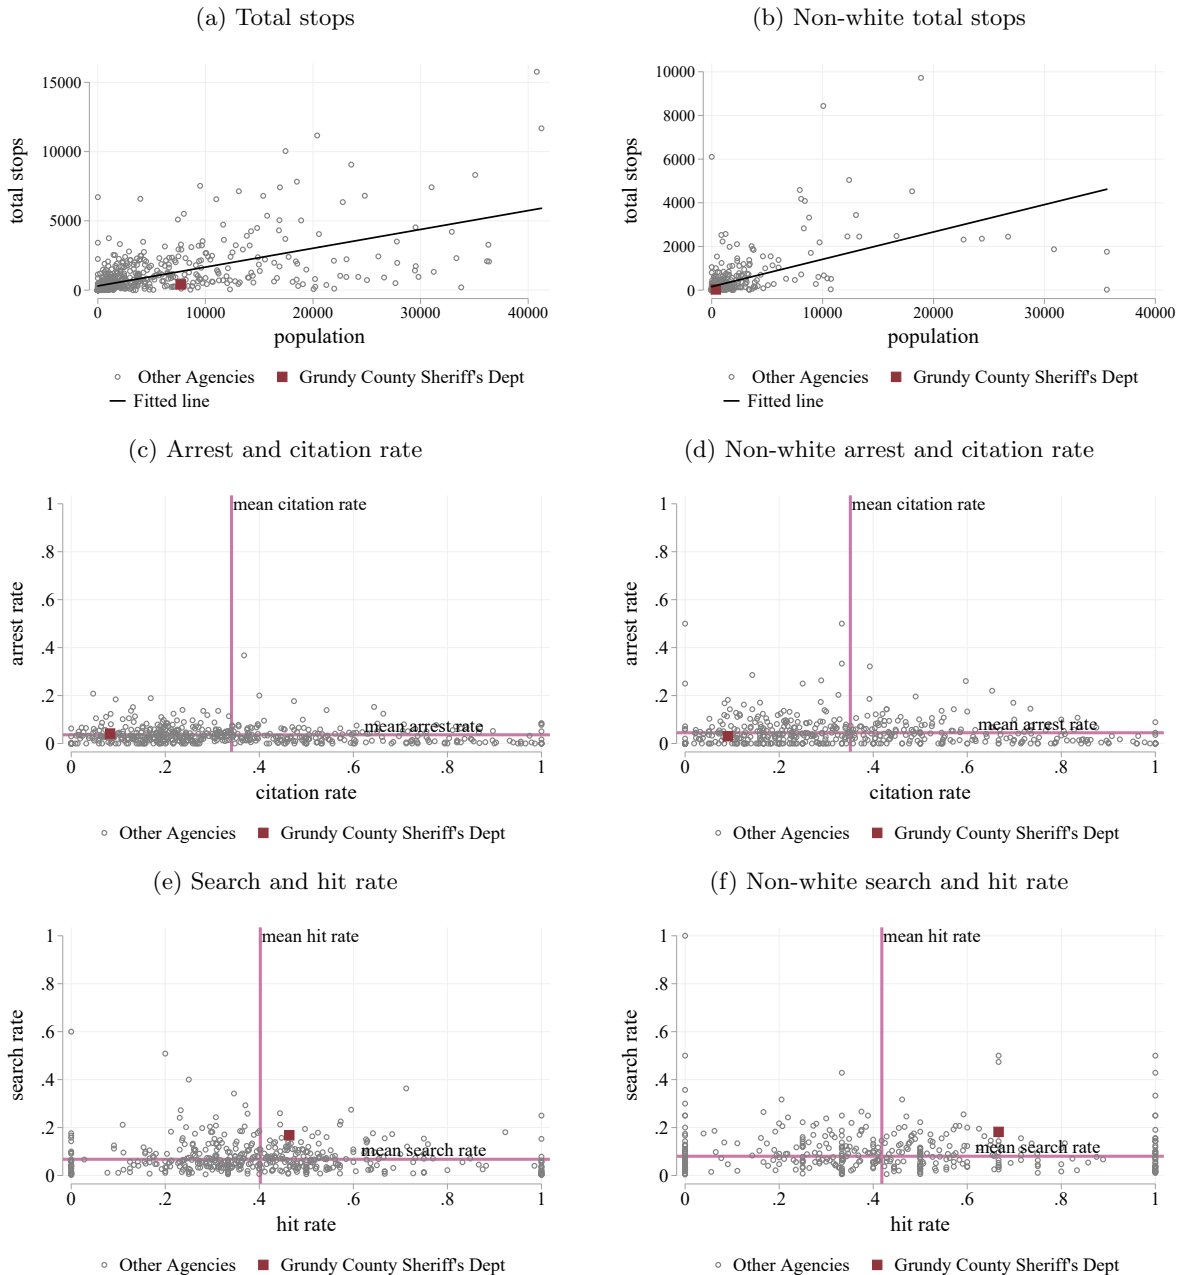 (a) Total stops
(b) Non-white total stops
total stops
15000
10000
5000
0
0 10000 20000 30000 40000
population
Other Agencies Grundy County Sheriff's Dept
Fitted line
total stops
10000
8000
6000
4000
2000
0
0 10000 20000 30000 40000
population
Other Agencies Grundy County Sheriff's Dept
Fitted line
(c) Arrest and citation rate
(d) Non-white arrest and citation rate
arrest rate
1
.8
.6
.4
.2
0
mean citation rate
mean arrest rate
0 .2 .4 .6 .8 1
citation rate
Other Agencies Grundy County Sheriff's Dept
arrest rate
1
.8
.6
.4
.2
0
mean citation rate
mean arrest rate
0 .2 .4 .6 .8 1
citation rate
Other Agencies Grundy County Sheriff's Dept
(e) Search and hit rate
(f) Non-white search and hit rate
search rate
1
.8
.6
.4
.2
0
mean hit rate
mean search rate
0 .2 .4 .6 .8 1
hit rate
Other Agencies Grundy County Sheriff's Dept
search rate
1
.8
.6
.4
.2
0
mean hit rate
mean search rate
0 .2 .4 .6 .8 1
hit rate
Other Agencies Grundy County Sheriff's Dept